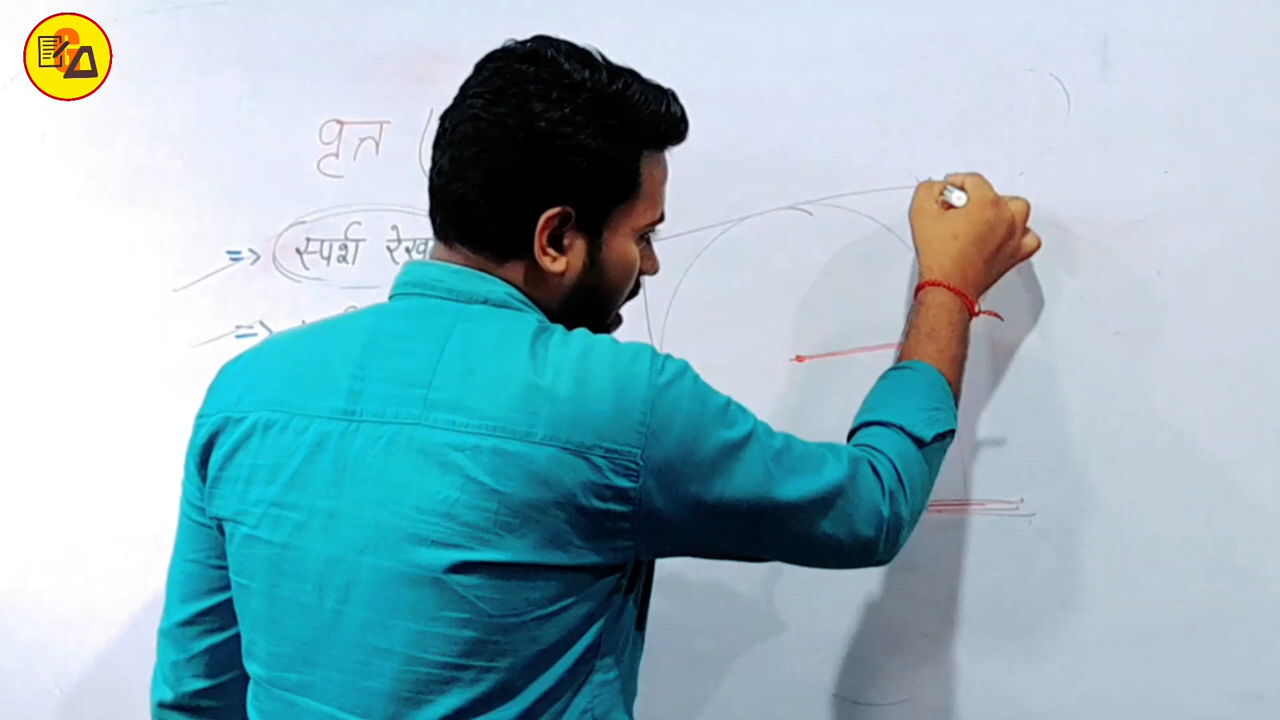 वृत्त (
=> स्पर्श रेख
=>